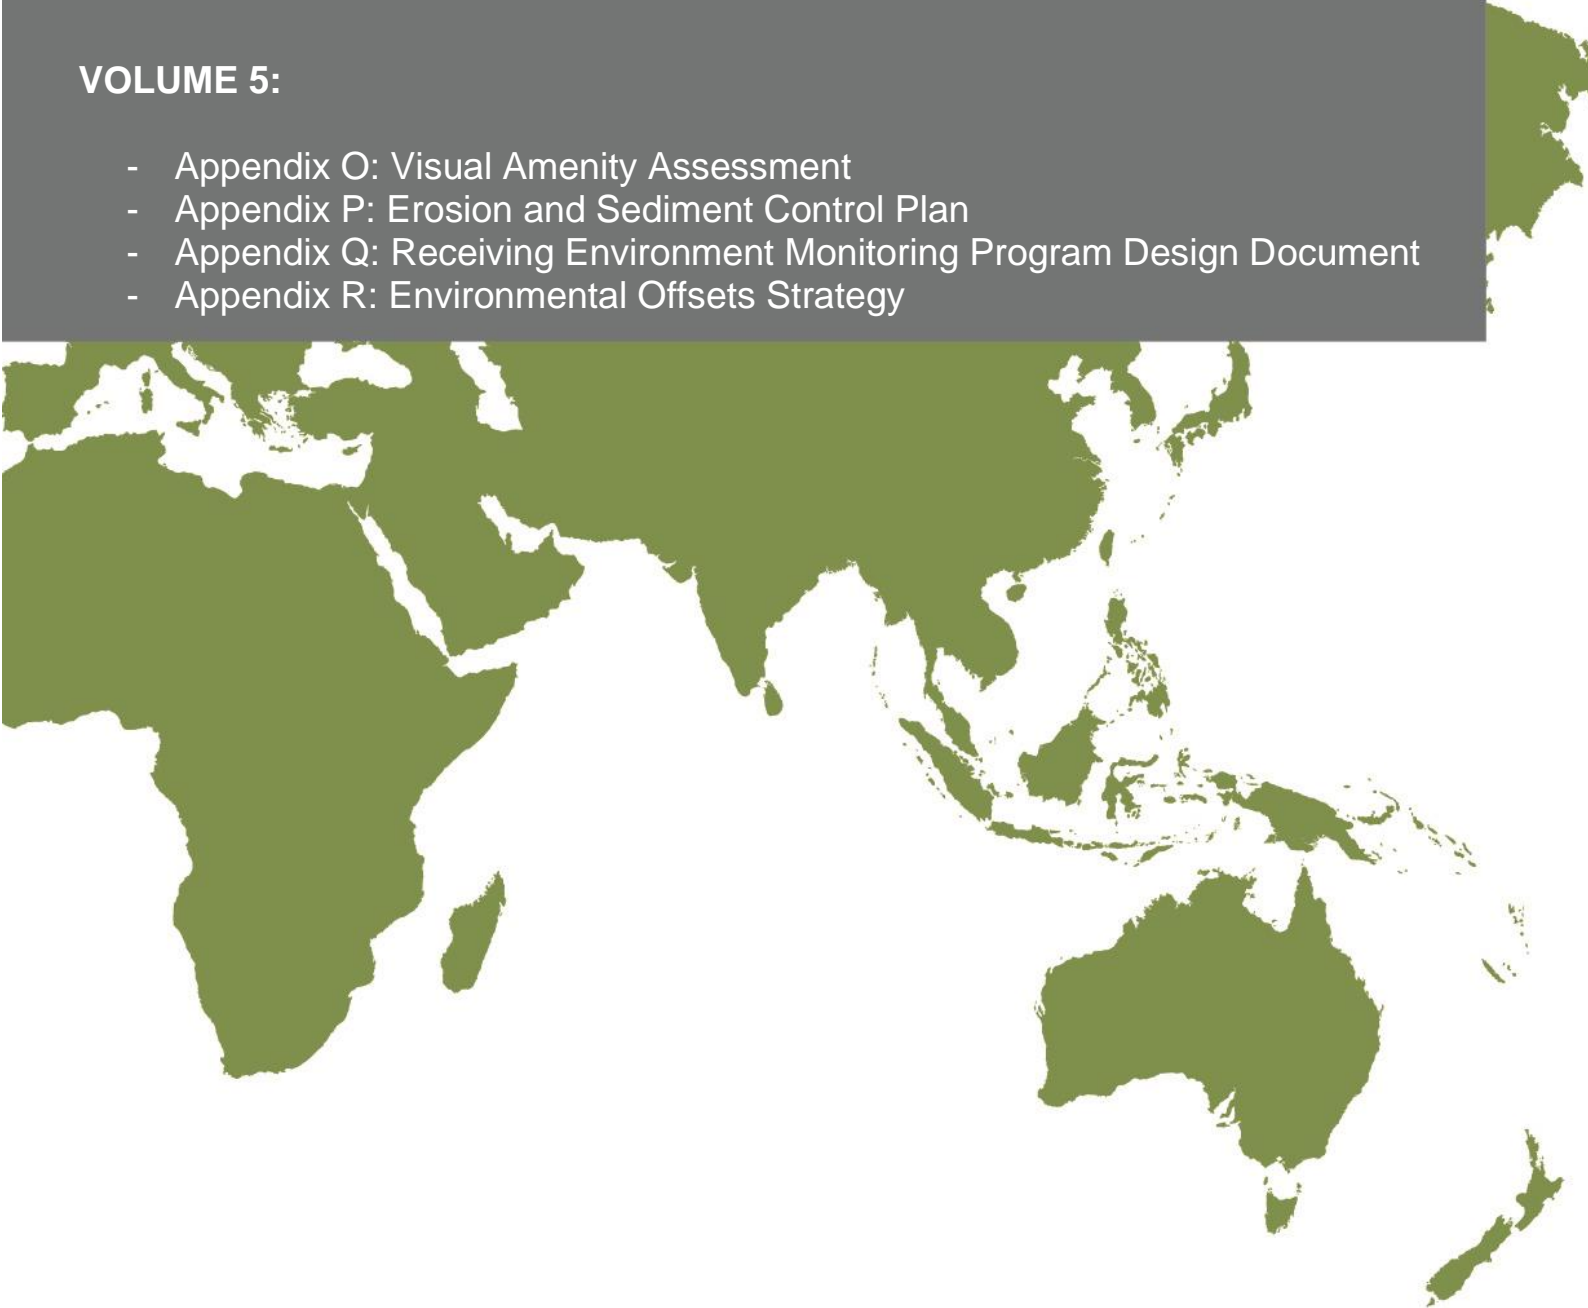 VOLUME 5:
- Appendix O: Visual Amenity Assessment
- Appendix P: Erosion and Sediment Control Plan
- Appendix Q: Receiving Environment Monitoring Program Design Document
- Appendix R: Environmental Offsets Strategy